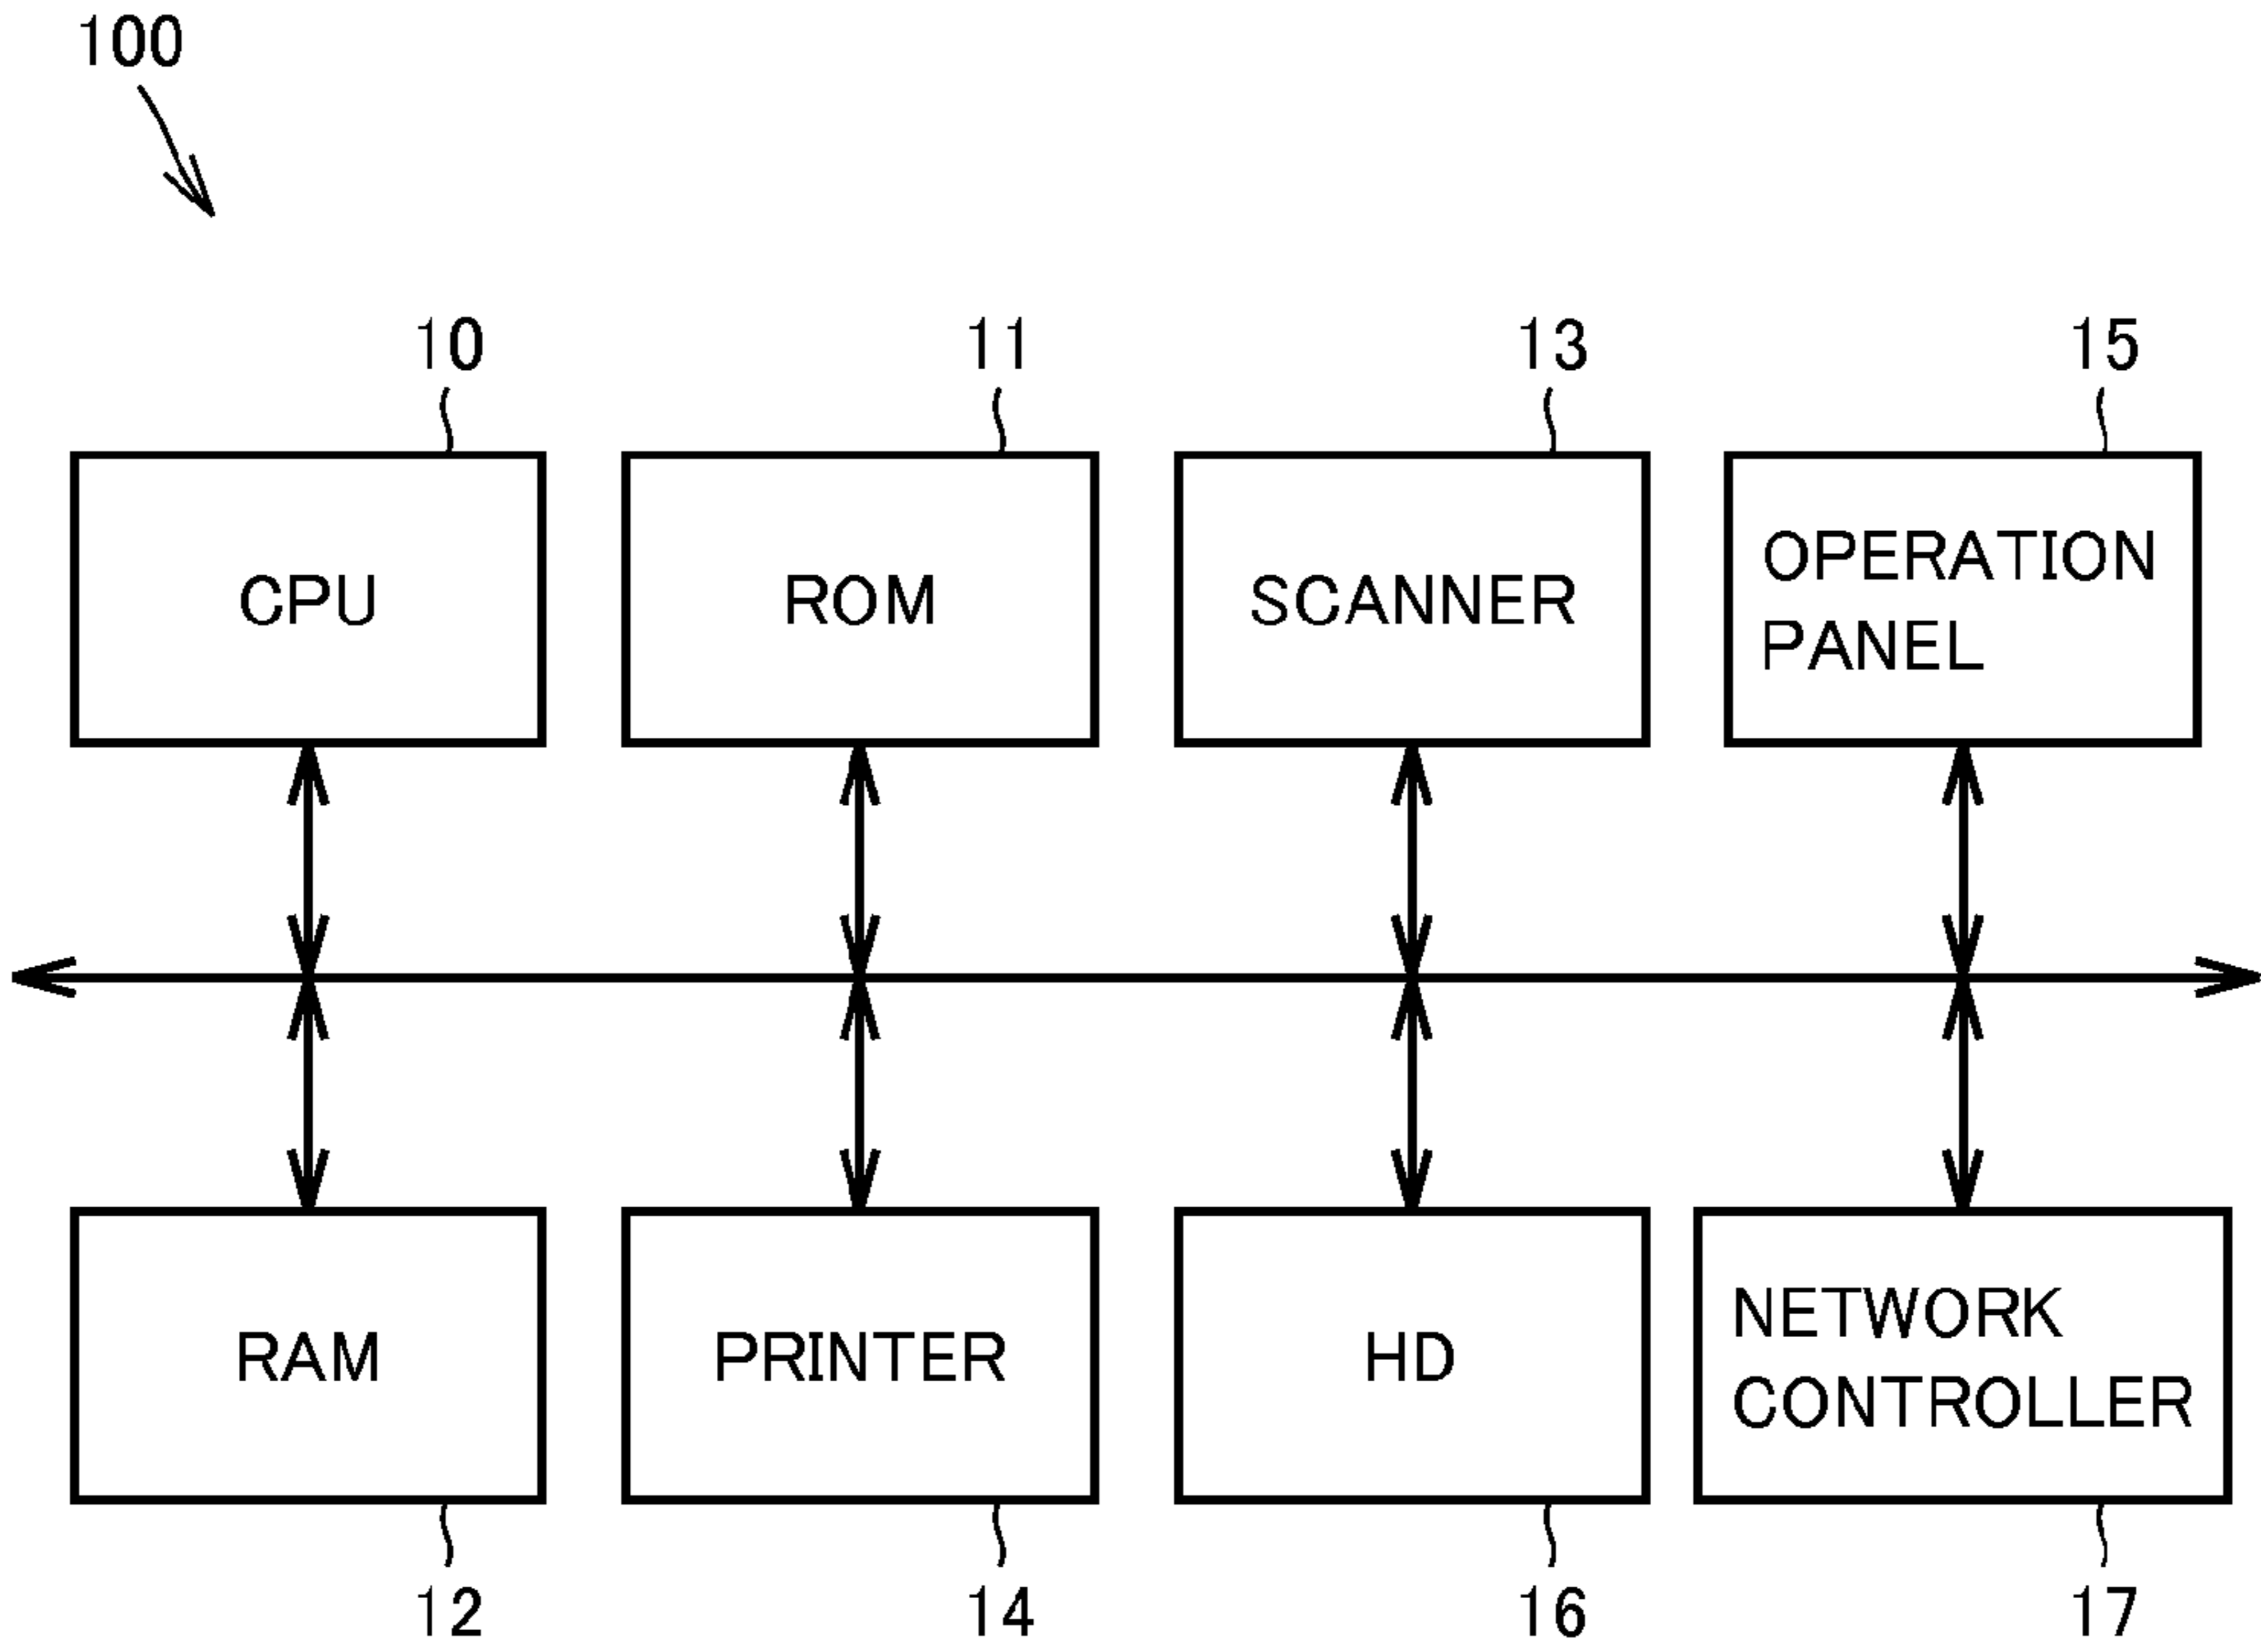 100
10
11
13
15
CPU
ROM
SCANNER
OPERATION
PANEL
RAM
PRINTER
HD
NETWORK
CONTROLLER
12
14
16
17